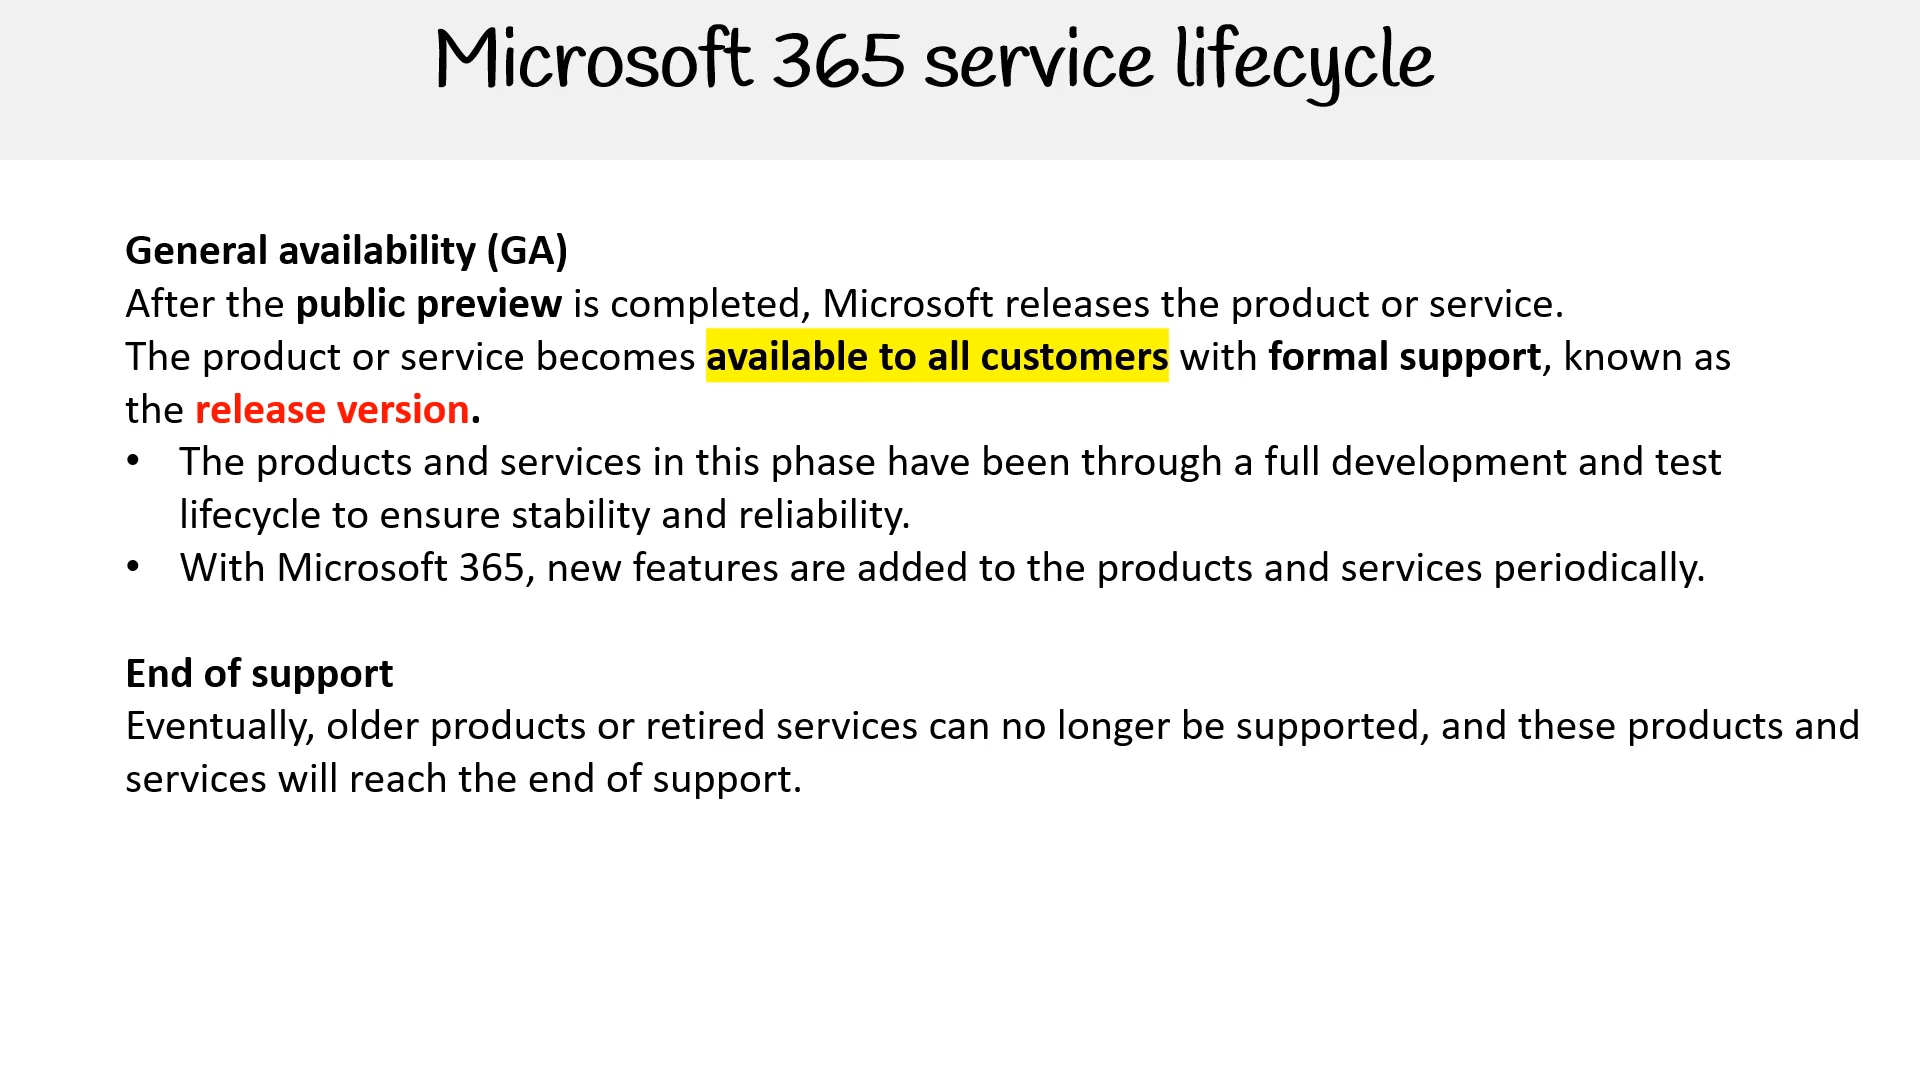 Microsoft 365 service lifecycle
General availability (GA)
After the public preview is completed, Microsoft releases the product or service.
The product or service becomes available to all customers with formal support, known as
the release version.
• The products and services in this phase have been through a full development and test
lifecycle to ensure stability and reliability.
• With Microsoft 365, new features are added to the products and services periodically.
End of support
Eventually, older products or retired services can no longer be supported, and these products and
services will reach the end of support.